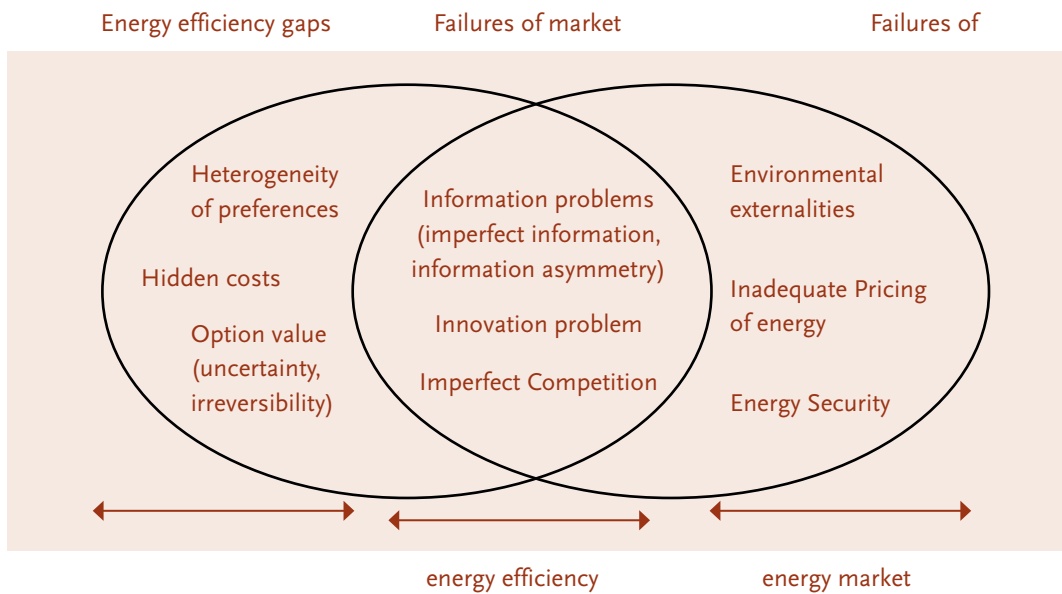 Energy efficiency gaps
Failures of market
Failures of
Heterogeneity
of preferences
Hidden costs
Option value
(uncertainty,
irreversibility)
Information problems
(imperfect information,
information asymmetry)
Innovation problem
Imperfect Competition
Environmental
externalities
Inadequate Pricing
of energy
Energy Security
energy efficiency
energy market